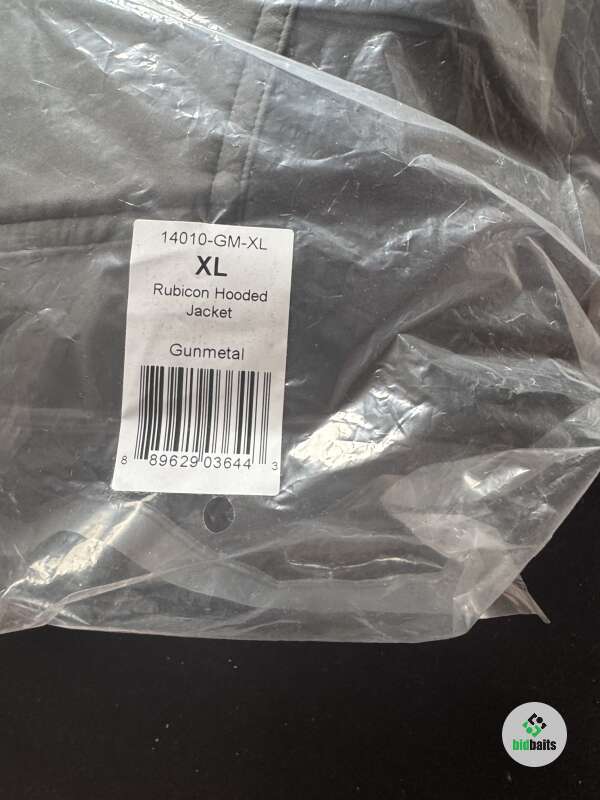 14010-GM-XL
XL
Rubicon Hooded
Jacket
Gunmetal
8 89629 03644 3
bidbaits